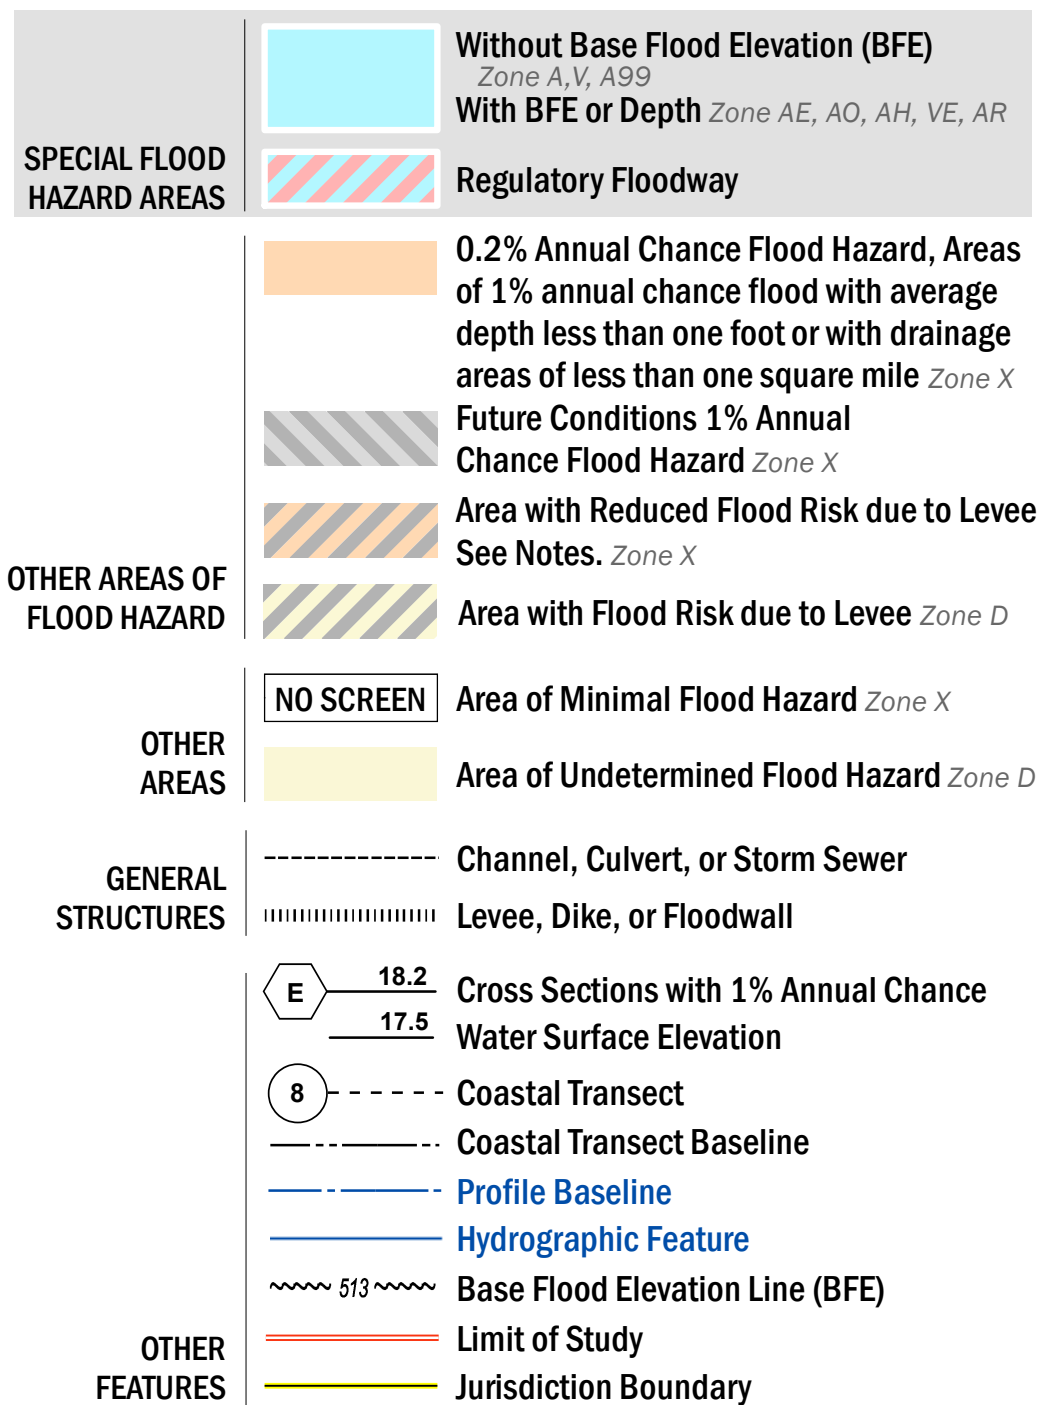 SPECIAL FLOOD
HAZARD AREAS
Without Base Flood Elevation (BFE)
Zone A,V, A99
With BFE or Depth Zone AE, AO, AH, VE, AR
Regulatory Floodway
OTHER AREAS OF
FLOOD HAZARD
0.2% Annual Chance Flood Hazard, Areas
of 1% annual chance flood with average
depth less than one foot or with drainage
areas of less than one square mile Zone X
Future Conditions 1% Annual
Chance Flood Hazard Zone X
Area with Reduced Flood Risk due to Levee
See Notes. Zone X
Area with Flood Risk due to Levee Zone D
OTHER
AREAS
NO SCREEN Area of Minimal Flood Hazard Zone X
Area of Undetermined Flood Hazard Zone D
GENERAL
STRUCTURES
Channel, Culvert, or Storm Sewer
Levee, Dike, or Floodwall
OTHER
FEATURES
E 18.2 Cross Sections with 1% Annual Chance
17.5 Water Surface Elevation
8 Coastal Transect
Coastal Transect Baseline
Profile Baseline
Hydrographic Feature
513 Base Flood Elevation Line (BFE)
Limit of Study
Jurisdiction Boundary